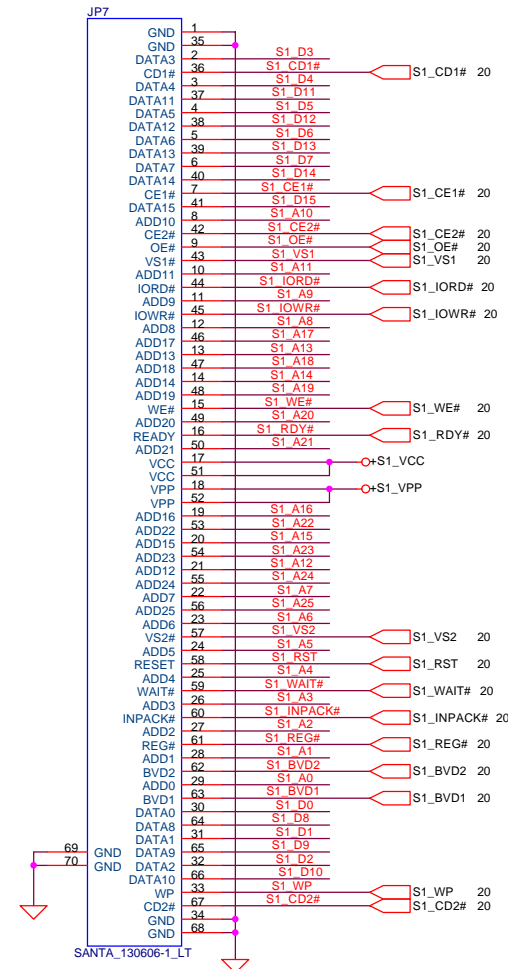 JP7
GND 1
GND 35
DATA3 2 S1_D3
CD1# 36 S1_CD1# S1_CD1# 20
DATA4 3 S1_D4
DATA11 37 S1_D11
DATA5 4 S1_D5
DATA12 38 S1_D12
DATA6 5 S1_D6
DATA13 39 S1_D13
DATA7 6 S1_D7
DATA14 40 S1_D14
CE1# 7 S1_CE1# S1_CE1# 20
DATA15 41 S1_D15
ADD10 8 S1_A10
CE2# 42 S1_CE2# S1_CE2# 20
OE# 9 S1_OE# S1_OE# 20
VS1# 43 S1_VS1 S1_VS1 20
ADD11 10 S1_A11
IORD# 44 S1_IORD# S1_IORD# 20
ADD9 11 S1_A9
IOWR# 45 S1_IOWR# S1_IOWR# 20
ADD8 12 S1_A8
ADD17 46 S1_A17
ADD13 13 S1_A13
ADD18 47 S1_A18
ADD14 14 S1_A14
ADD19 48 S1_A19
WE# 15 S1_WE# S1_WE# 20
ADD20 49 S1_A20
READY 16 S1_RDY# S1_RDY# 20
ADD21 50 S1_A21
VCC 17 +S1_VCC
VCC 51
VPP 18 +S1_VPP
VPP 52
ADD16 19 S1_A16
ADD22 53 S1_A22
ADD15 20 S1_A15
ADD23 54 S1_A23
ADD12 21 S1_A12
ADD24 55 S1_A24
ADD7 22 S1_A7
ADD25 56 S1_A25
ADD6 23 S1_A6
VS2# 57 S1_VS2 S1_VS2 20
ADD5 24 S1_A5
RESET 58 S1_RST S1_RST 20
ADD4 25 S1_A4
WAIT# 59 S1_WAIT# S1_WAIT# 20
ADD3 26 S1_A3
INPACK# 60 S1_INPACK# S1_INPACK# 20
ADD2 27 S1_A2
REG# 61 S1_REG# S1_REG# 20
ADD1 28 S1_A1
BVD2 62 S1_BVD2 S1_BVD2 20
ADD0 29 S1_A0
BVD1 63 S1_BVD1 S1_BVD1 20
DATA0 30 S1_D0
DATA8 64 S1_D8
DATA1 31 S1_D1
69 GND DATA9 65 S1_D9
70 GND DATA2 32 S1_D2
DATA10 66 S1_D10
WP 33 S1_WP S1_WP 20
CD2# 67 S1_CD2# S1_CD2# 20
GND 34
GND 68
SANTA_130606-1_LT